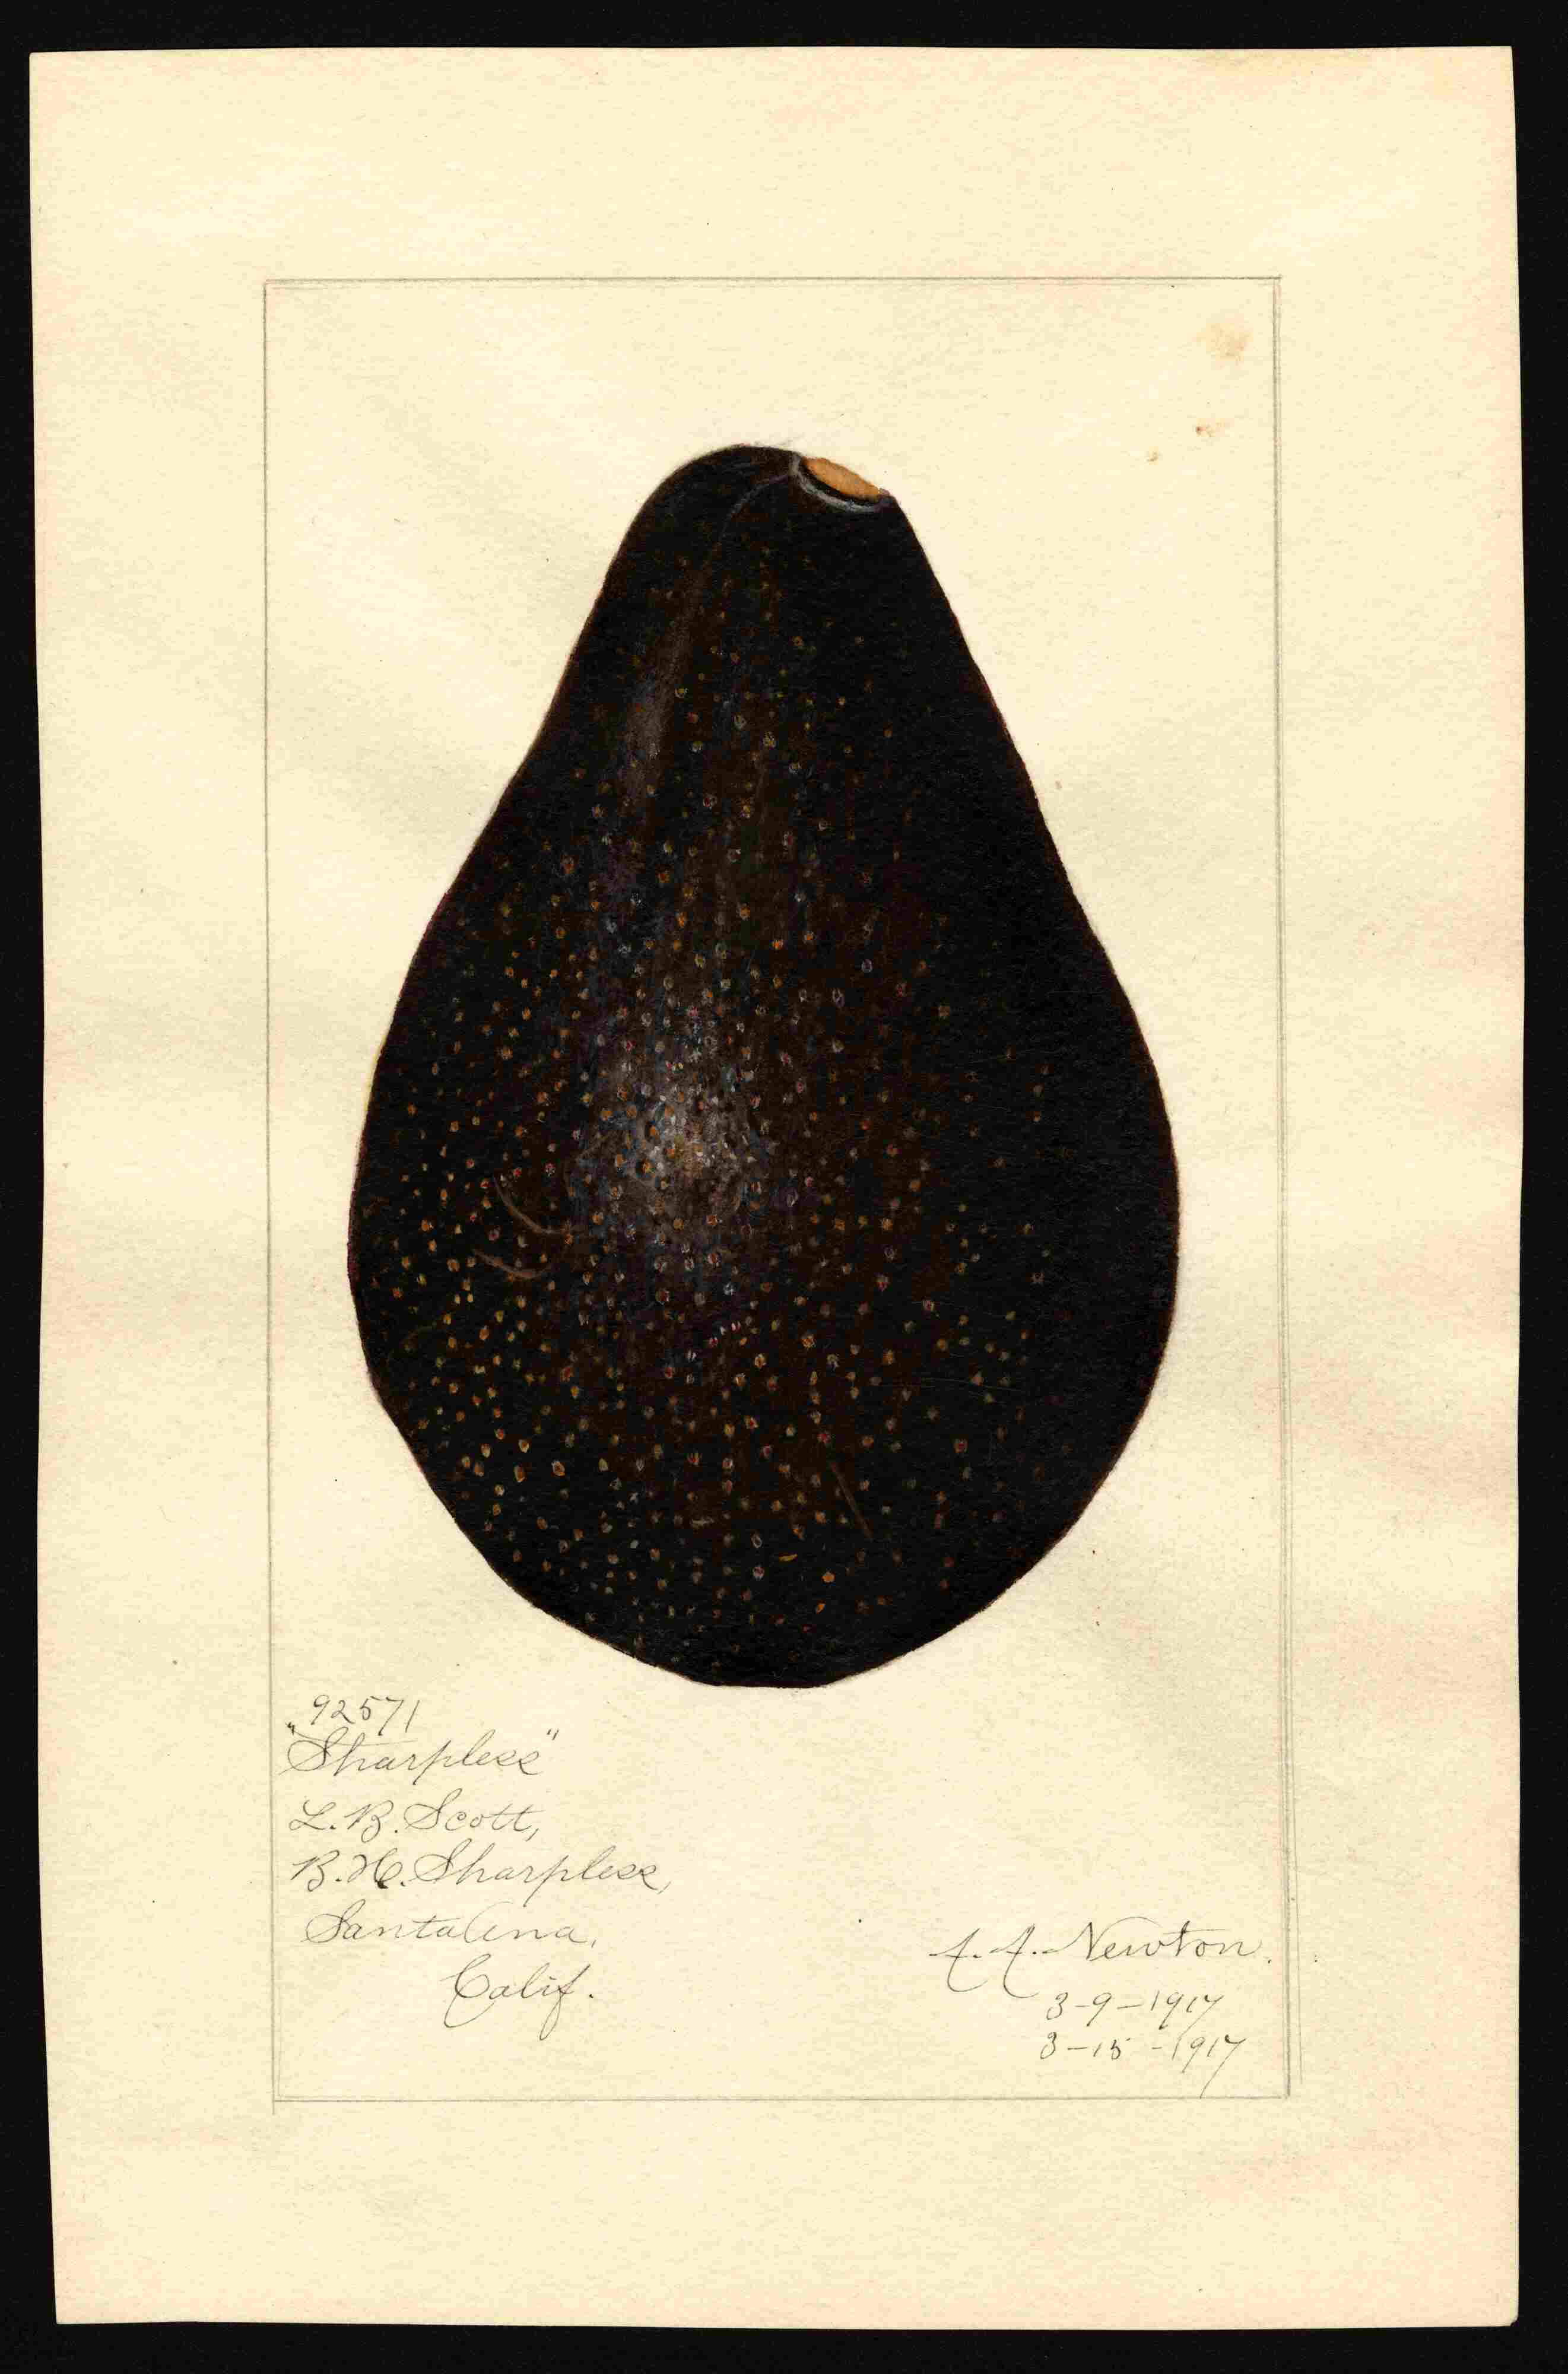 92571
"Sharpless"
L. B. Scott,
B. H. Sharpless,
Santa Ana,
Calif.
A. A. Newton.
3-9-1917
3-15-1917